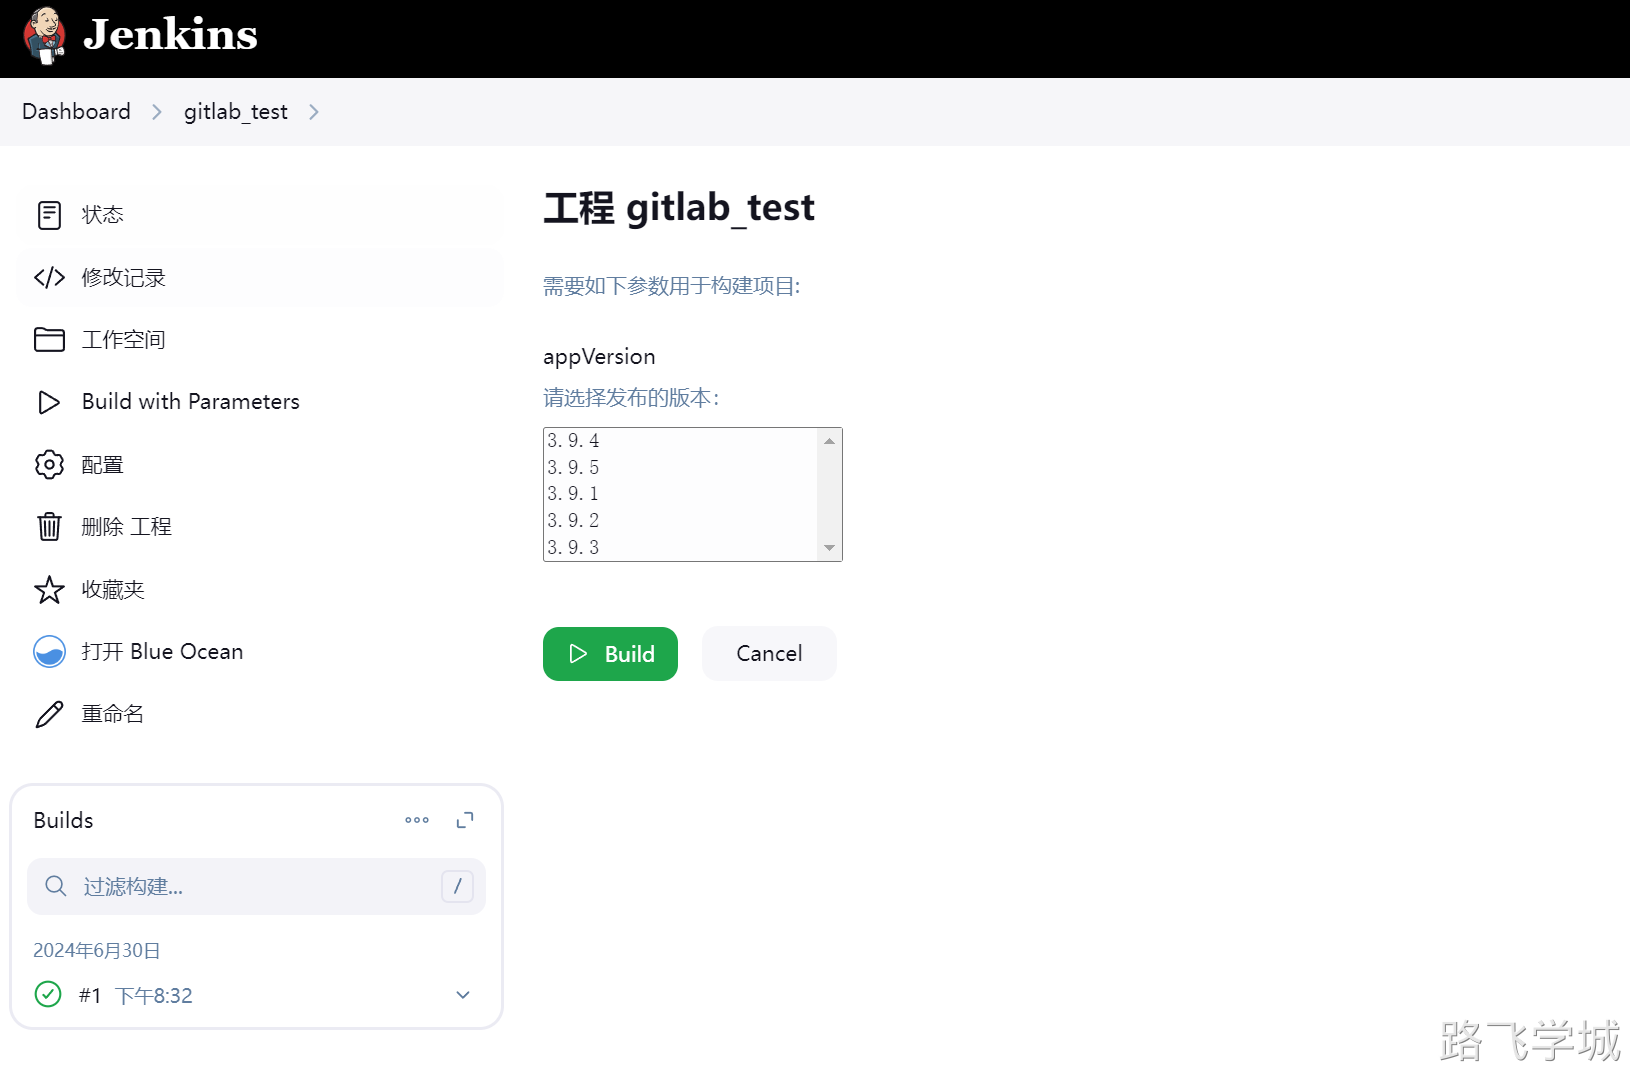 Jenkins
Dashboard
gitlab_test
状态
修改记录
工作空间
Build with Parameters
配置
删除 工程
收藏夹
打开 Blue Ocean
重命名
Builds
过滤构建...
/
2024年6月30日
#1 下午8:32
工程 gitlab_test
需要如下参数用于构建项目:
appVersion
请选择发布的版本：
3.9.4
3.9.5
3.9.1
3.9.2
3.9.3
Build
Cancel
路飞学城